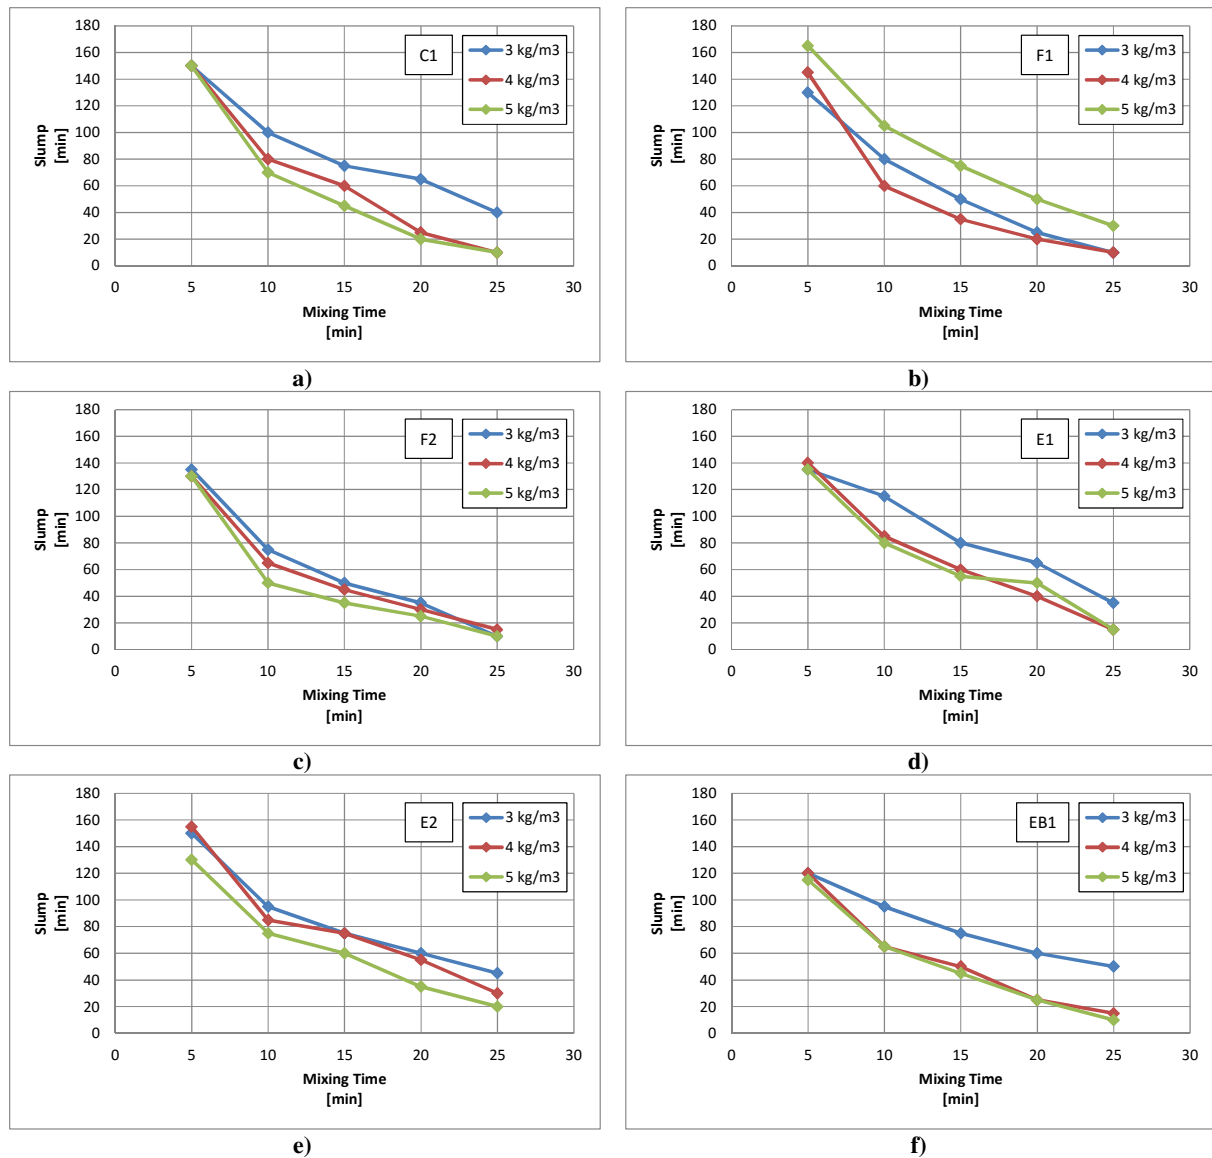 180
160
140
120
100
80
60
40
20
0
Slump
[min]
0 5 10 15 20 25 30
Mixing Time
[min]
C1
3 kg/m3
4 kg/m3
5 kg/m3
a)
180
160
140
120
100
80
60
40
20
0
Slump
[min]
0 5 10 15 20 25 30
Mixing Time
[min]
F1
3 kg/m3
4 kg/m3
5 kg/m3
b)
180
160
140
120
100
80
60
40
20
0
Slump
[min]
0 5 10 15 20 25 30
Mixing Time
[min]
F2
3 kg/m3
4 kg/m3
5 kg/m3
c)
180
160
140
120
100
80
60
40
20
0
Slump
[min]
0 5 10 15 20 25 30
Mixing Time
[min]
E1
3 kg/m3
4 kg/m3
5 kg/m3
d)
180
160
140
120
100
80
60
40
20
0
Slump
[min]
0 5 10 15 20 25 30
Mixing Time
[min]
E2
3 kg/m3
4 kg/m3
5 kg/m3
e)
180
160
140
120
100
80
60
40
20
0
Slump
[min]
0 5 10 15 20 25 30
Mixing Time
[min]
EB1
3 kg/m3
4 kg/m3
5 kg/m3
f)